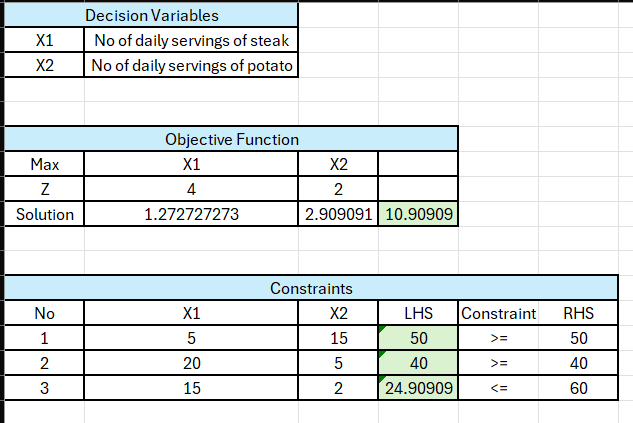 Decision Variables
X1 No of daily servings of steak
X2 No of daily servings of potato
Objective Function
Max X1 X2
Z 4 2
Solution 1.272727273 2.909091 10.90909
Constraints
No X1 X2 LHS Constraint RHS
1 5 15 50 >= 50
2 20 5 40 >= 40
3 15 2 24.90909 <= 60